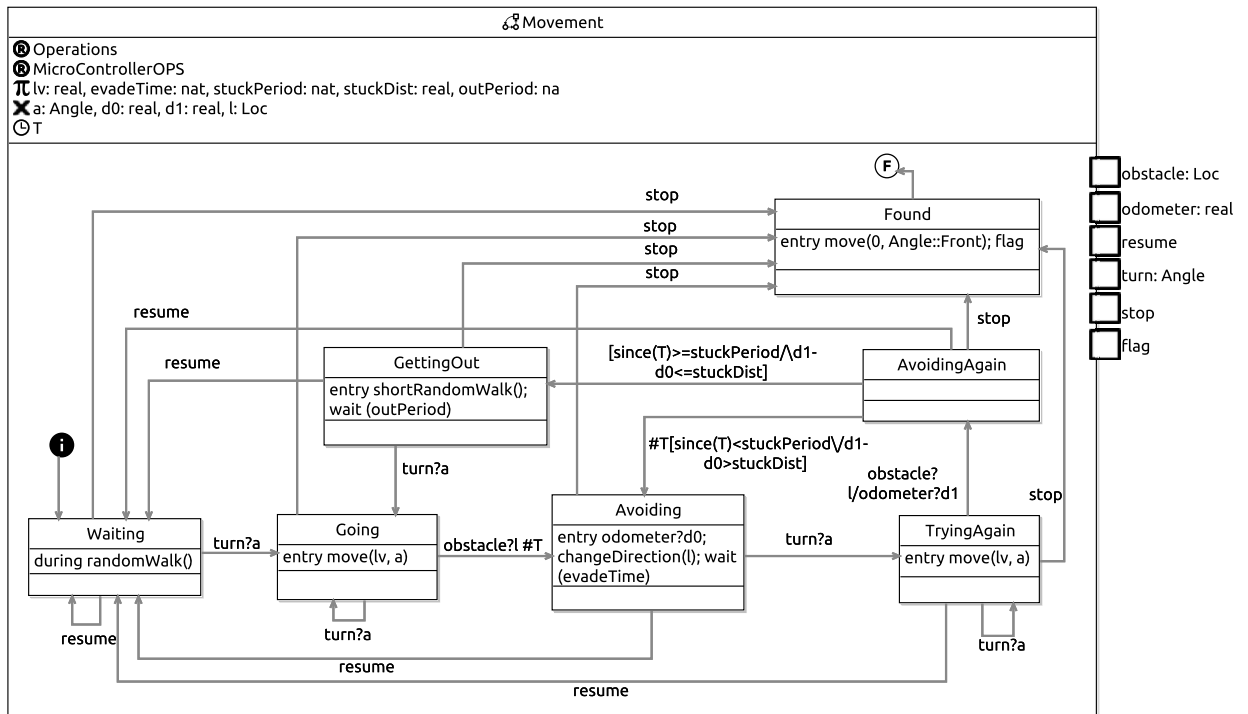 Movement
R Operations
R MicroControllerOPS
π lv: real, evadeTime: nat, stuckPeriod: nat, stuckDist: real, outPeriod: na
X a: Angle, d0: real, d1: real, l: Loc
T
F
obstacle: Loc
odometer: real
resume
turn: Angle
stop
flag
stop
stop
stop
stop
Found
entry move(0, Angle::Front); flag
resume
stop
resume
GettingOut
entry shortRandomWalk();
wait (outPeriod)
[since(T)>=stuckPeriod/\d1-
d0<=stuckDist]
AvoidingAgain
#T[since(T)<stuckPeriod\/d1-
d0>stuckDist]
i
turn?a
obstacle?
l/odometer?d1
stop
Waiting
during randomWalk()
turn?a
Going
entry move(lv, a)
obstacle?l #T
Avoiding
entry odometer?d0;
changeDirection(l); wait
(evadeTime)
turn?a
TryingAgain
entry move(lv, a)
resume
turn?a
turn?a
resume
resume